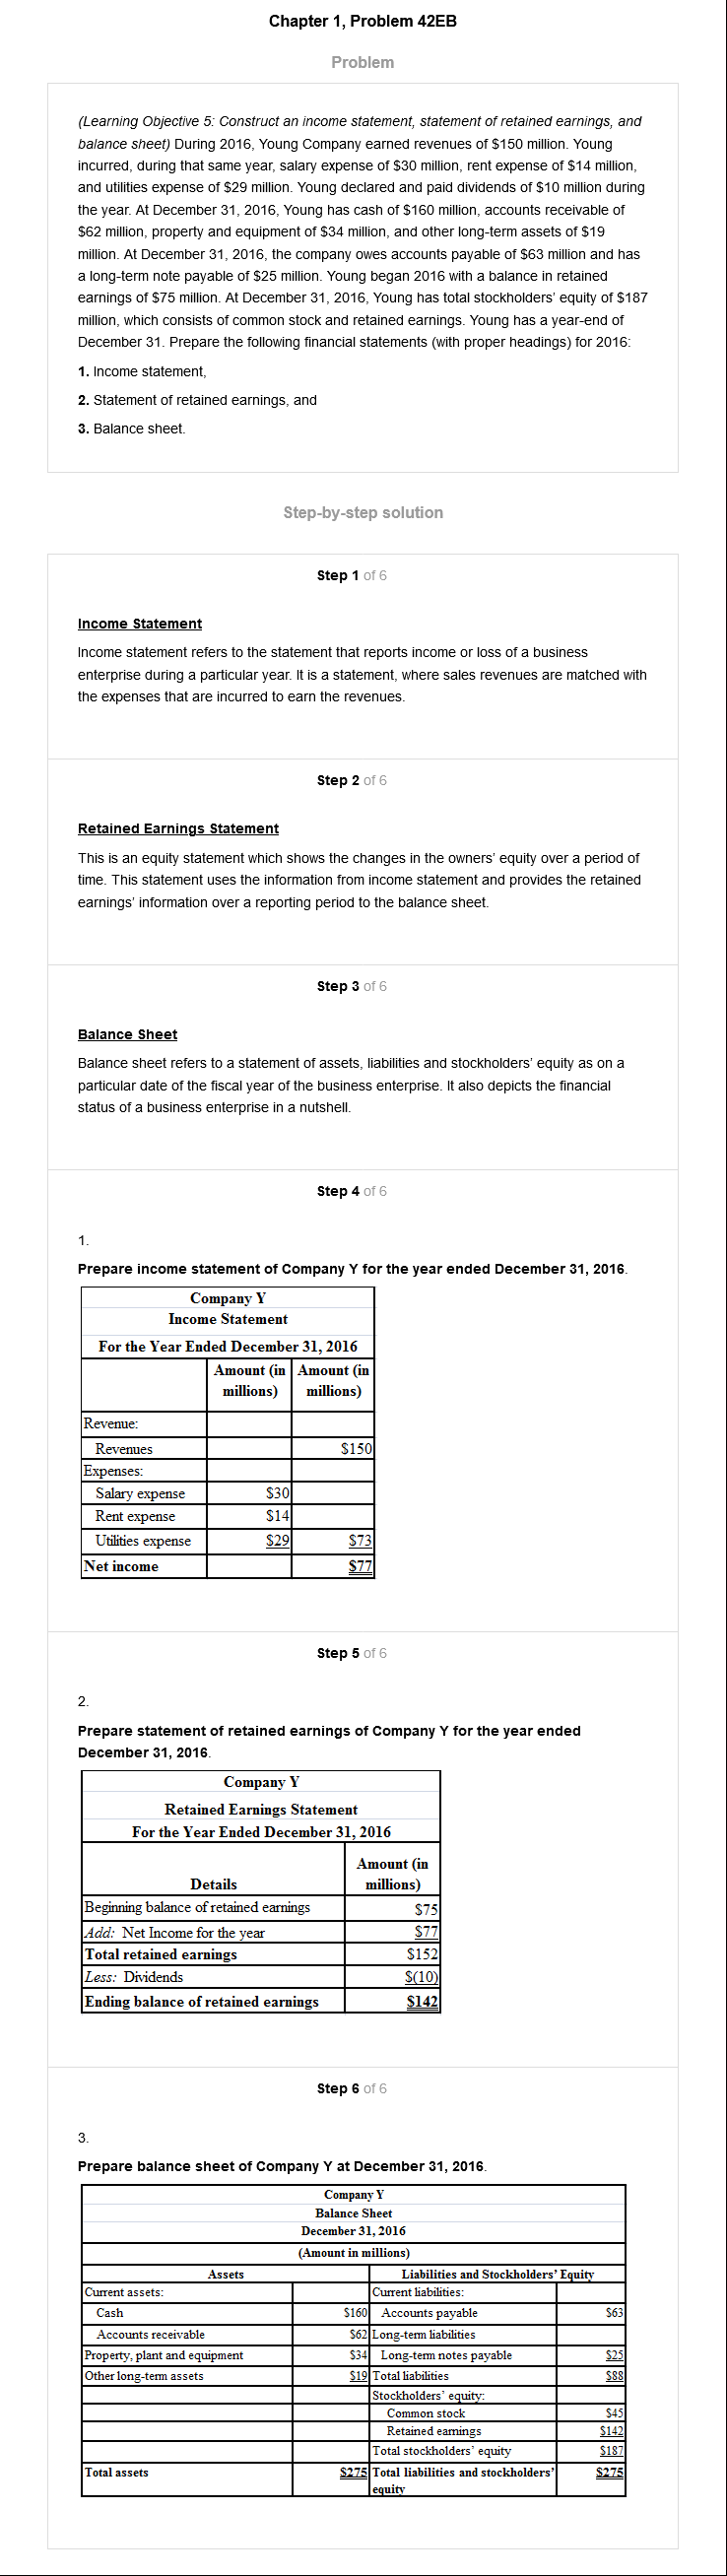 Chapter 1, Problem 42EB
Problem
(Learning Objective 5: Construct an income statement, statement of retained earnings, and
balance sheet) During 2016, Young Company earned revenues of $150 million. Young
incurred, during that same year, salary expense of $30 million, rent expense of $14 million,
and utilities expense of $29 million. Young declared and paid dividends of $10 million during
the year. At December 31, 2016, Young has cash of $160 million, accounts receivable of
$62 million, property and equipment of $34 million, and other long-term assets of $19
million. At December 31, 2016, the company owes accounts payable of $63 million and has
a long-term note payable of $25 million. Young began 2016 with a balance in retained
earnings of $75 million. At December 31, 2016, Young has total stockholders' equity of $187
million, which consists of common stock and retained earnings. Young has a year-end of
December 31. Prepare the following financial statements (with proper headings) for 2016:
1. Income statement,
2. Statement of retained earnings, and
3. Balance sheet.
Step-by-step solution
Step 1 of 6
Income Statement
Income statement refers to the statement that reports income or loss of a business
enterprise during a particular year. It is a statement, where sales revenues are matched with
the expenses that are incurred to earn the revenues.
Step 2 of 6
Retained Earnings Statement
This is an equity statement which shows the changes in the owners' equity over a period of
time. This statement uses the information from income statement and provides the retained
earnings' information over a reporting period to the balance sheet.
Step 3 of 6
Balance Sheet
Balance sheet refers to a statement of assets, liabilities and stockholders' equity as on a
particular date of the fiscal year of the business enterprise. It also depicts the financial
status of a business enterprise in a nutshell.
Step 4 of 6
1.
Prepare income statement of Company Y for the year ended December 31, 2016.
Company Y
Income Statement
For the Year Ended December 31, 2016
Amount (in Amount (in
millions) millions)
Revenue:
Revenues $150
Expenses:
Salary expense $30
Rent expense $14
Utilities expense $29 $73
Net income $77
Step 5 of 6
2.
Prepare statement of retained earnings of Company Y for the year ended
December 31, 2016.
Company Y
Retained Earnings Statement
For the Year Ended December 31, 2016
Amount (in
Details millions)
Beginning balance of retained earnings $75
Add: Net Income for the year $77
Total retained earnings $152
Less: Dividends $(10)
Ending balance of retained earnings $142
Step 6 of 6
3.
Prepare balance sheet of Company Y at December 31, 2016.
Company Y
Balance Sheet
December 31, 2016
(Amount in millions)
Assets Liabilities and Stockholders' Equity
Current assets: Current liabilities:
Cash $160 Accounts payable $63
Accounts receivable $62 Long-term liabilities
Property, plant and equipment $34 Long-term notes payable $25
Other long-term assets $19 Total liabilities $88
Stockholders' equity:
Common stock $45
Retained earnings $142
Total stockholders' equity $187
Total assets $275 Total liabilities and stockholders' $275
equity